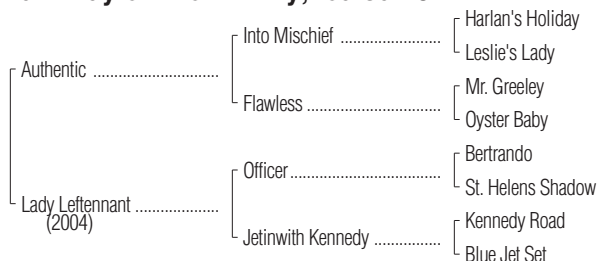 Harlan's Holiday
Into Mischief ........................
Leslie's Lady
Authentic ..............................
Mr. Greeley
Flawless ................................
Oyster Baby
Bertrando
Officer....................................
St. Helens Shadow
Lady Leftennant ....................
(2004)
Kennedy Road
Jetinwith Kennedy ................
Blue Jet Set